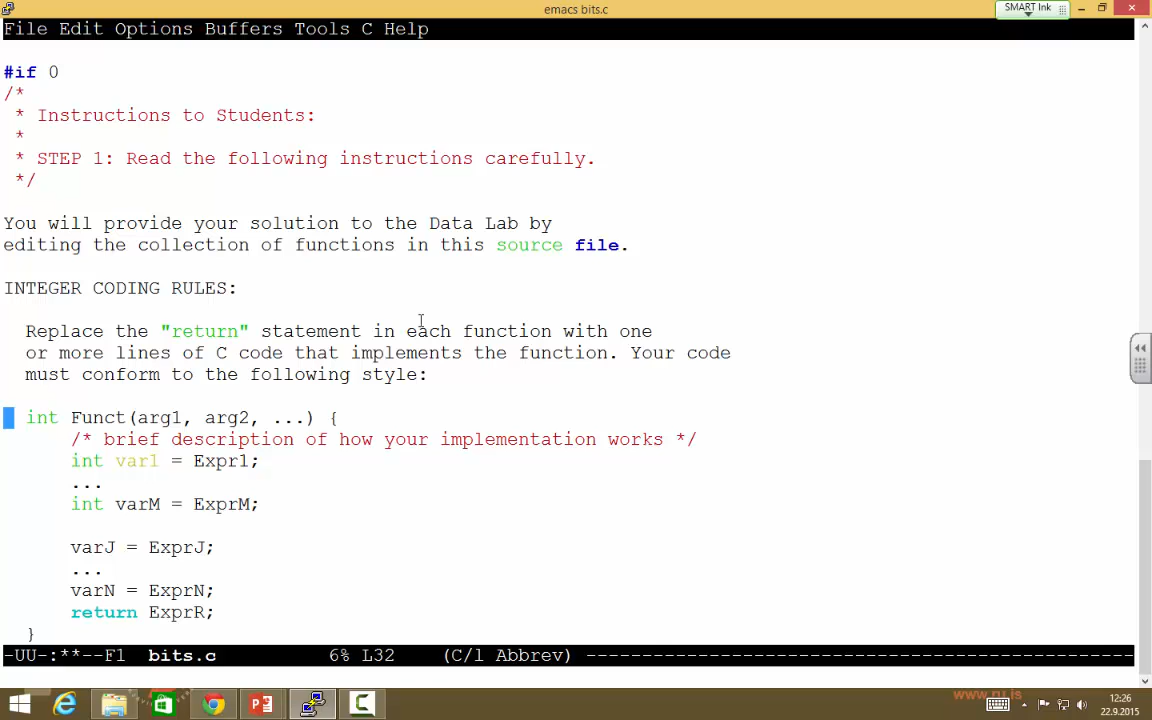 emacs bits.c
SMART Ink
File Edit Options Buffers Tools C Help
#if 0
/*
* Instructions to Students:
*
* STEP 1: Read the following instructions carefully.
*/
You will provide your solution to the Data Lab by
editing the collection of functions in this source file.
INTEGER CODING RULES:
Replace the "return" statement in each function with one
or more lines of C code that implements the function. Your code
must conform to the following style:
int Funct(arg1, arg2, ...) {
/* brief description of how your implementation works */
int var1 = Expr1;
...
int varM = ExprM;
varJ = ExprJ;
...
varN = ExprN;
return ExprR;
}
-UU-:**--F1 bits.c 6% L32 (C/l Abbrev) --------------------------------------------------
www.ru.is
12:26
22.9.2015